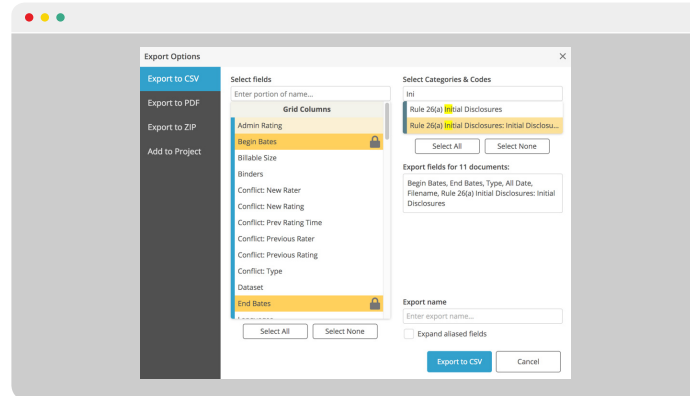 Export Options
Export to CSV
Export to PDF
Export to ZIP
Add to Project
Select fields
Enter portion of name...
Grid Columns
Admin Rating
Begin Bates
Billable Size
Binders
Conflict: New Rater
Conflict: New Rating
Conflict: Prev Rating Time
Conflict: Previous Rater
Conflict: Previous Rating
Conflict: Type
Dataset
End Bates
Select All
Select None
Select Categories & Codes
Ini
Rule 26(a) Initial Disclosures
Rule 26(a) Initial Disclosures: Initial Disclosu...
Select All
Select None
Export fields for 11 documents:
Begin Bates, End Bates, Type, All Date,
Filename, Rule 26(a) Initial Disclosures: Initial
Disclosures
Export name
Enter export name...
Expand aliased fields
Export to CSV
Cancel